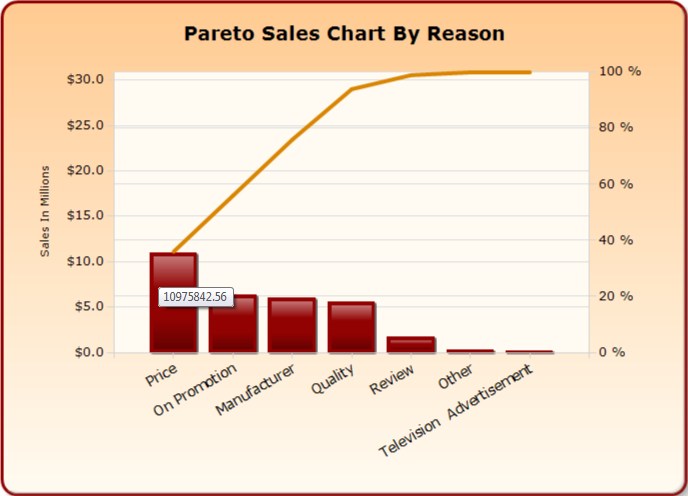 Pareto Sales Chart By Reason
Sales In Millions
$30.0
$25.0
$20.0
$15.0
$10.0
$5.0
$0.0
100 %
80 %
60 %
40 %
20 %
0 %
10975842.56
Price
On Promotion
Manufacturer
Quality
Review
Other
Television Advertisement